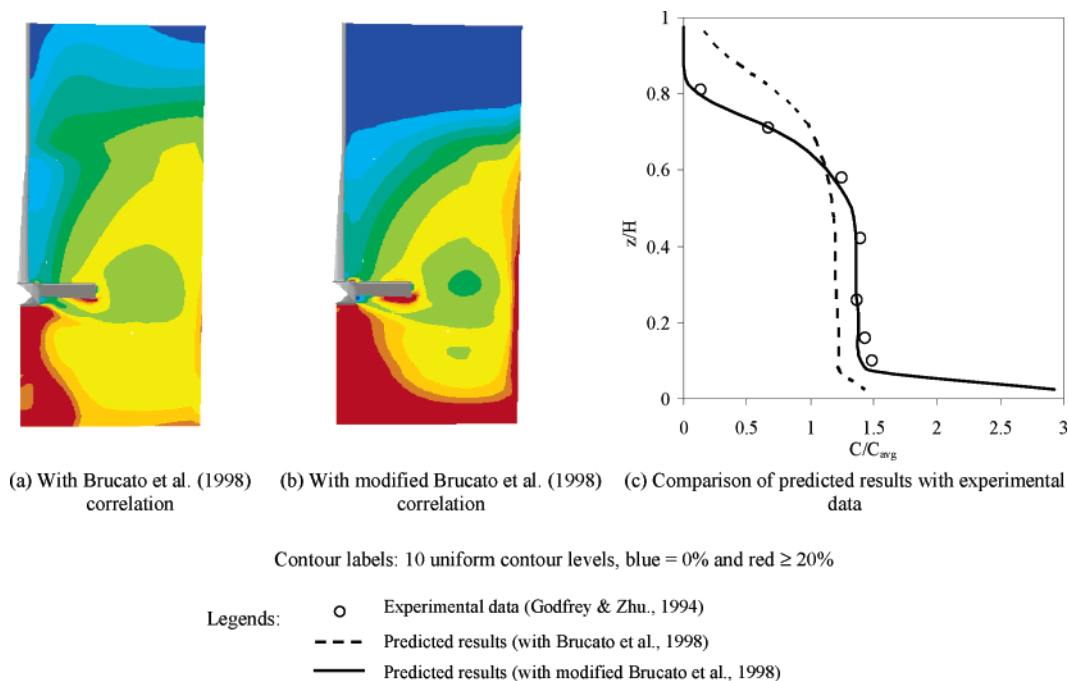 1
0.8
0.6
z/H
0.4
0.2
0
0 0.5 1 1.5 2 2.5 3
C/Cavg
(a) With Brucato et al. (1998)
correlation
(b) With modified Brucato et al. (1998)
correlation
(c) Comparison of predicted results with experimental
data
Contour labels: 10 uniform contour levels, blue = 0% and red ≥ 20%
Legends:
Experimental data (Godfrey & Zhu., 1994)
Predicted results (with Brucato et al., 1998)
Predicted results (with modified Brucato et al., 1998)